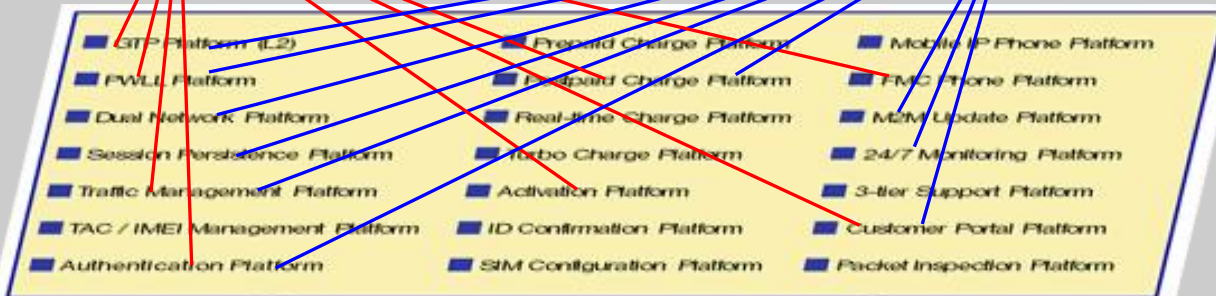 GTP Platform (L2)
PWLL Platform
Dual Network Platform
Session Persistence Platform
Traffic Management Platform
TAC / IMEI Management Platform
Authentication Platform
Prepaid Charge Platform
Postpaid Charge Platform
Real-time Charge Platform
Turbo Charge Platform
Activation Platform
ID Confirmation Platform
SIM Configuration Platform
Mobile IP Phone Platform
FMC Phone Platform
M2M Update Platform
24/7 Monitoring Platform
3-tier Support Platform
Customer Portal Platform
Packet Inspection Platform